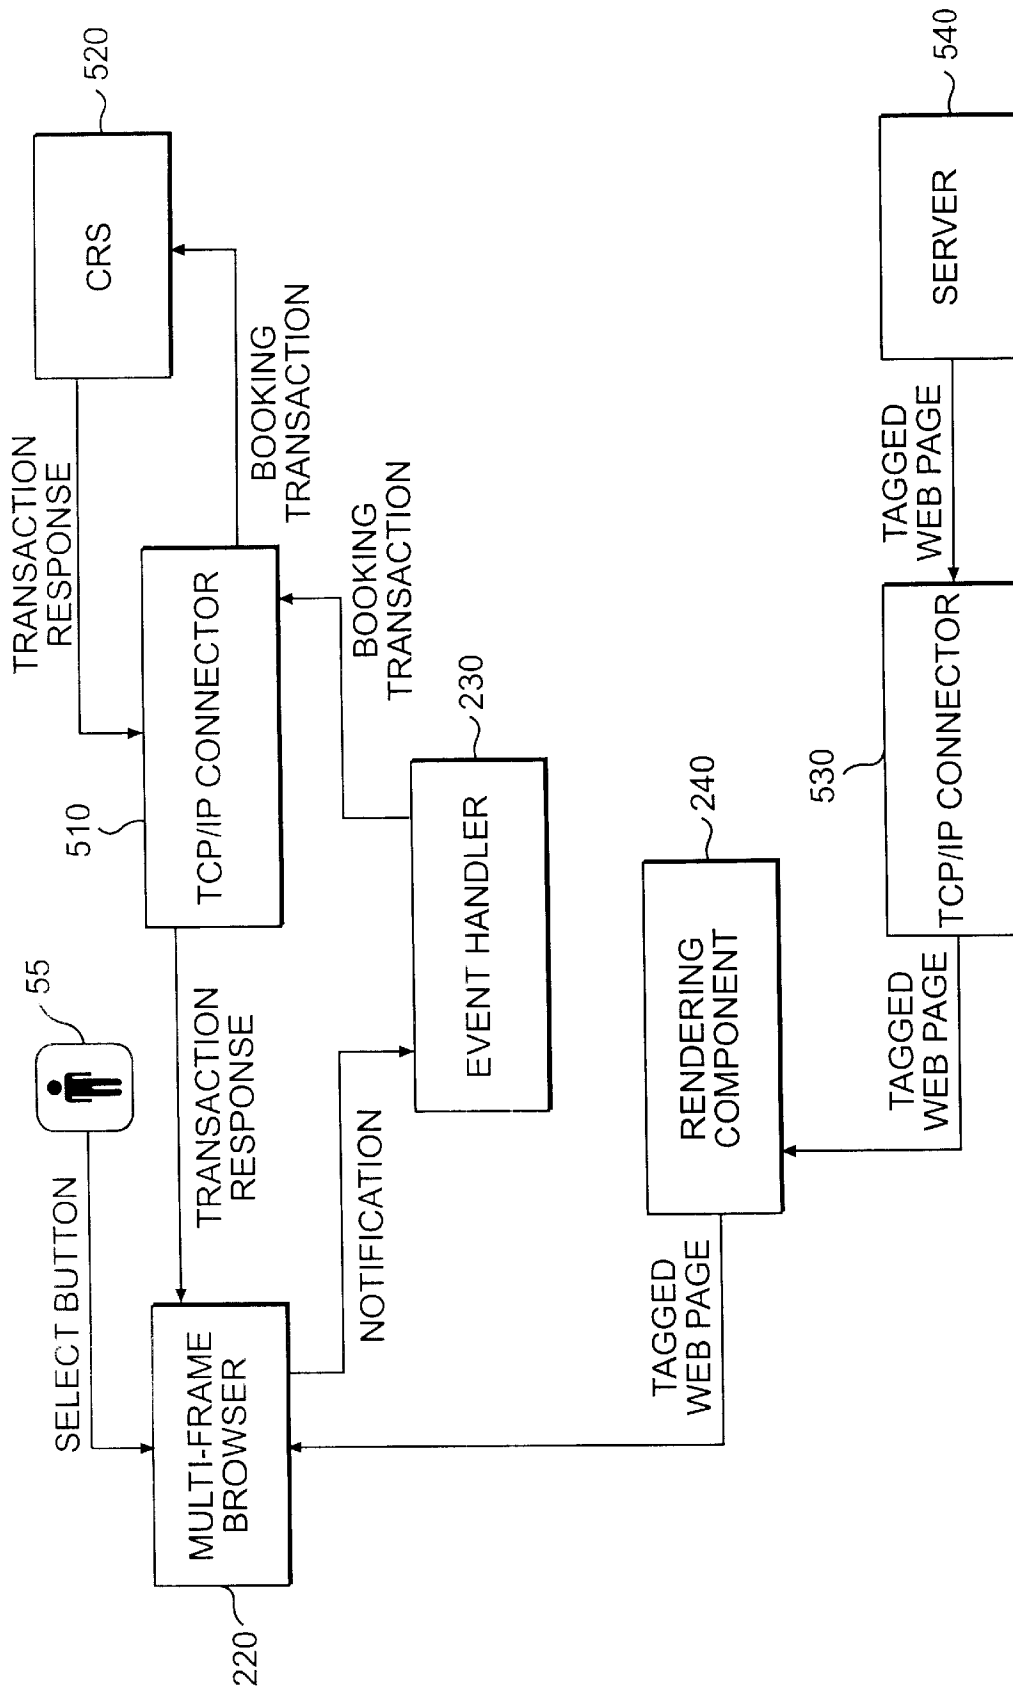 55
SELECT BUTTON
TRANSACTION
RESPONSE
520
CRS
510
TCP/IP CONNECTOR
BOOKING
TRANSACTION
TRANSACTION
RESPONSE
MULTI-FRAME
BROWSER
220
NOTIFICATION
BOOKING
TRANSACTION
230
EVENT HANDLER
240
RENDERING
COMPONENT
TAGGED
WEB PAGE
TAGGED
WEB PAGE
530
TCP/IP CONNECTOR
TAGGED
WEB PAGE
540
SERVER